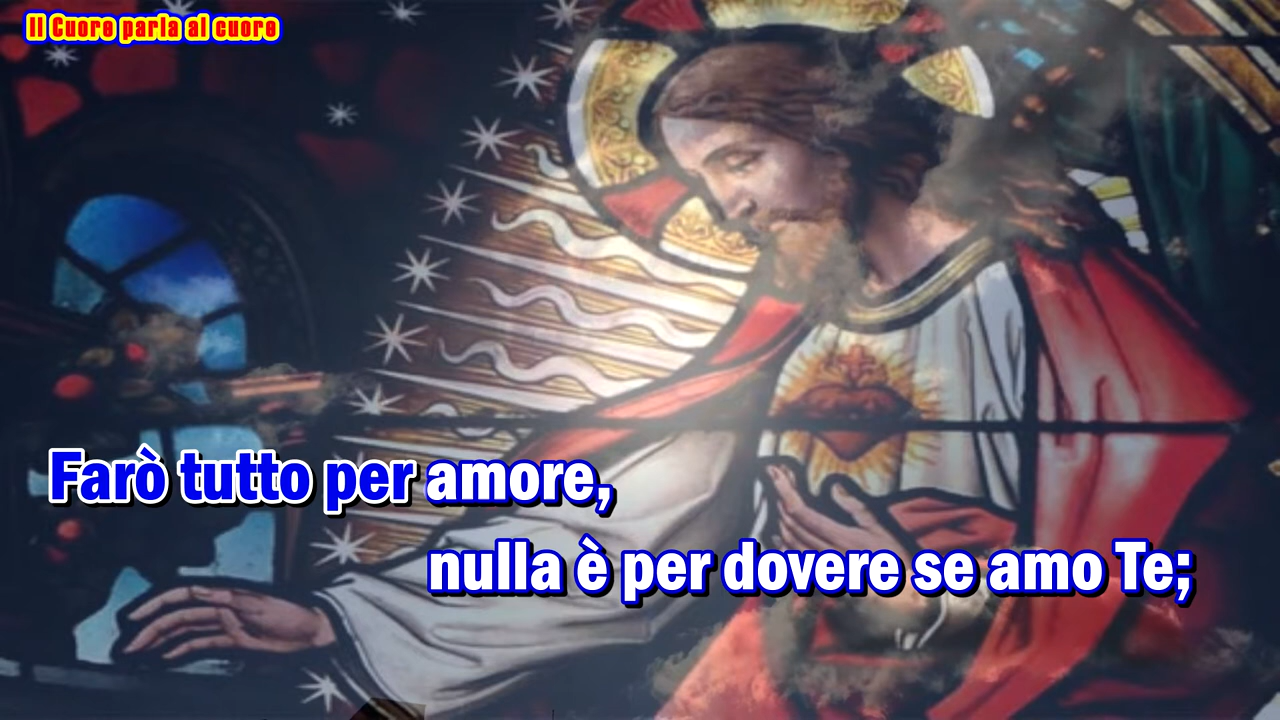 Il Cuore parla al cuore
Farò tutto per amore,
nulla è per dovere se amo Te;